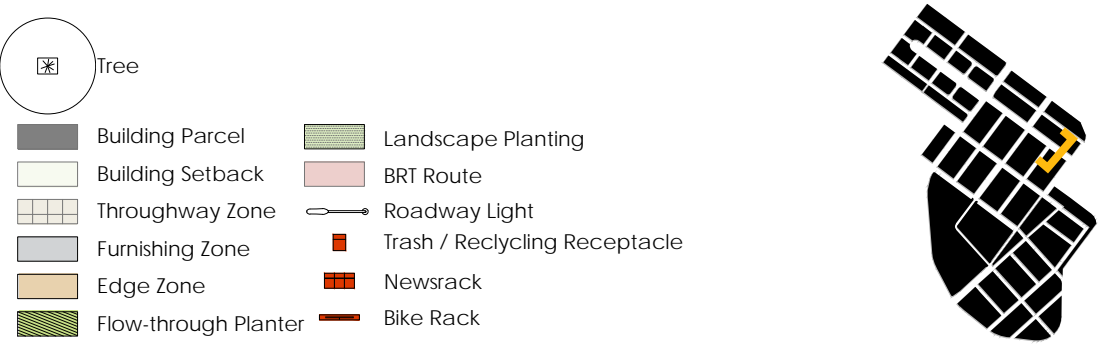 Tree
Building Parcel
Building Setback
Throughway Zone
Furnishing Zone
Edge Zone
Flow-through Planter
Landscape Planting
BRT Route
Roadway Light
Trash / Reclycling Receptacle
Newsrack
Bike Rack